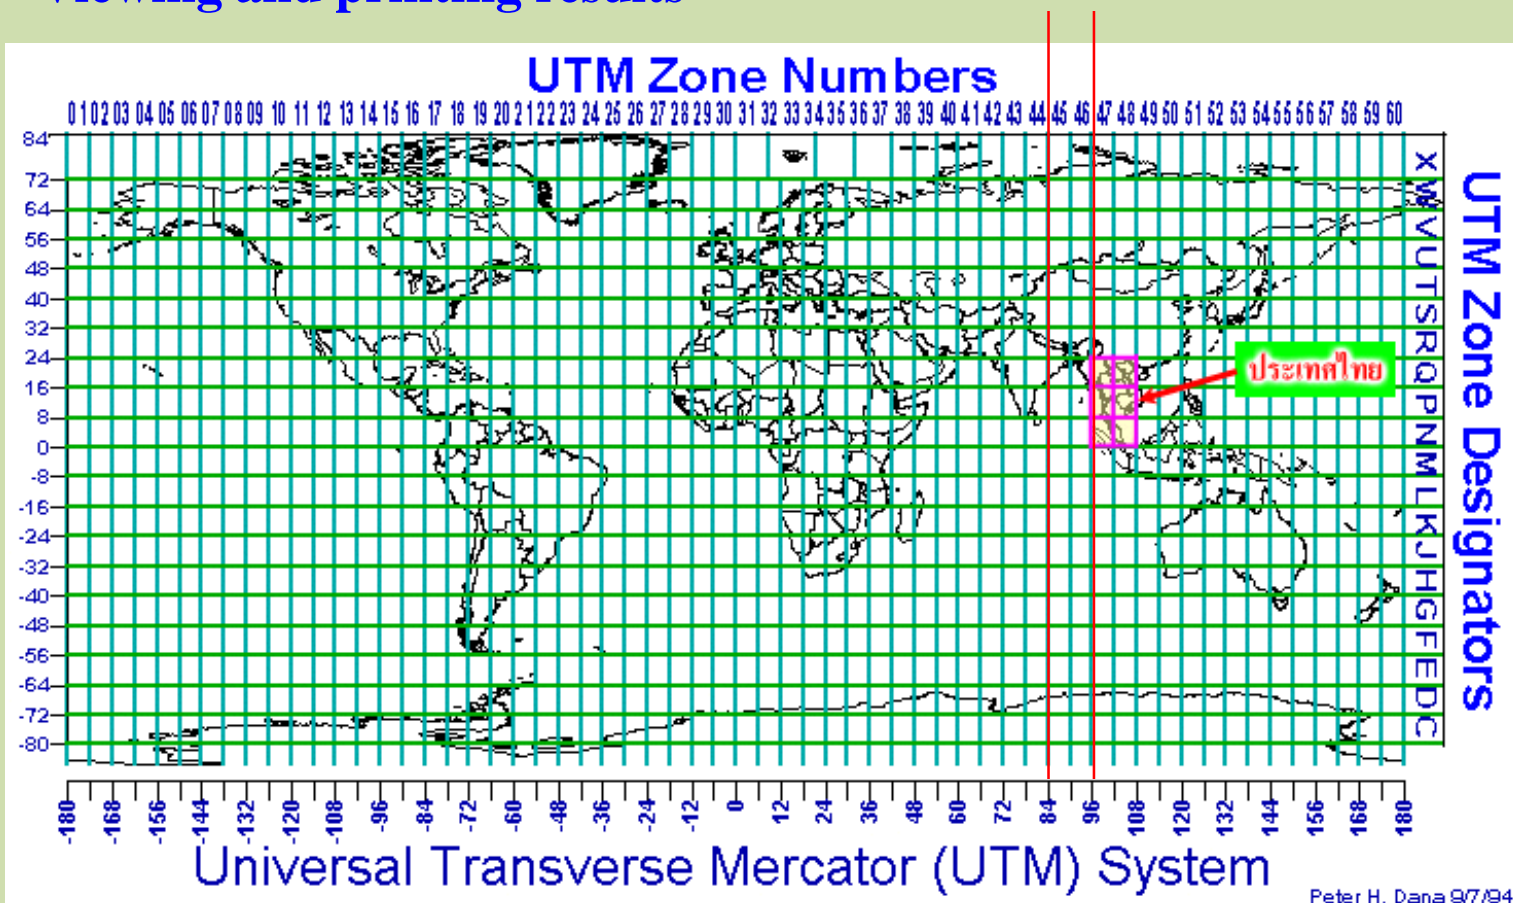 viewing and printing results
UTM Zone Numbers
01 02 03 04 05 06 07 08 09 10 11 12 13 14 15 16 17 18 19 20 21 22 23 24 25 26 27 28 29 30 31 32 33 34 35 36 37 38 39 40 41 42 43 44 45 46 47 48 49 50 51 52 53 54 55 56 57 58 59 60
84
72
64
56
48
40
32
24
16
8
0
-8
-16
-24
-32
-40
-48
-56
-64
-72
-80
ประเทศไทย
X
W
V
U
T
S
R
Q
P
N
M
L
K
J
H
G
F
E
D
C
UTM Zone Designators
-180 -168 -156 -144 -132 -120 -108 -96 -84 -72 -60 -48 -36 -24 -12 0 12 24 36 48 60 72 84 96 108 120 132 144 156 168 180
Universal Transverse Mercator (UTM) System
Peter H. Dana 9/7/94